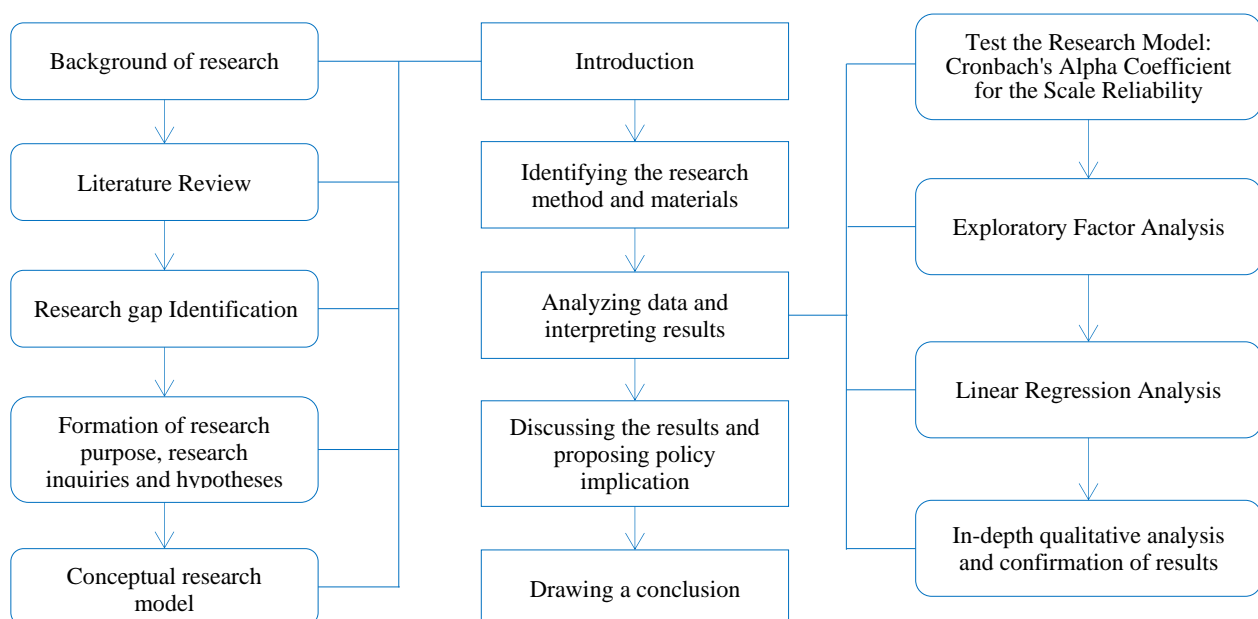 Background of research
Literature Review
Research gap Identification
Formation of research
purpose, research
inquiries and hypotheses
Conceptual research
model
Introduction
Identifying the research
method and materials
Analyzing data and
interpreting results
Discussing the results and
proposing policy
implication
Drawing a conclusion
Test the Research Model:
Cronbach's Alpha Coefficient
for the Scale Reliability
Exploratory Factor Analysis
Linear Regression Analysis
In-depth qualitative analysis
and confirmation of results